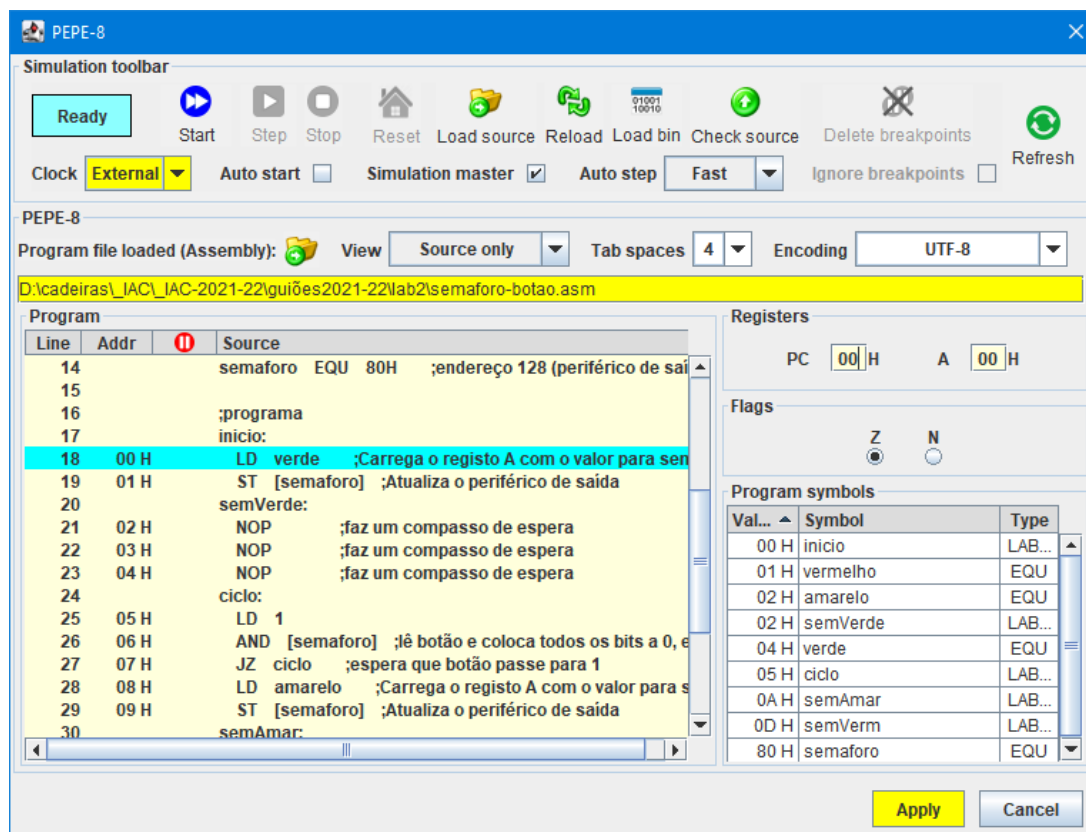 PEPE-8
Simulation toolbar
Ready
Start Step Stop Reset Load source Reload Load bin Check source Delete breakpoints Refresh
01001
10010
Clock External Auto start Simulation master Auto step Fast Ignore breakpoints
PEPE-8
Program file loaded (Assembly): View Source only Tab spaces 4 Encoding UTF-8
D:\cadeiras\_IAC\_IAC-2021-22\guiões2021-22\lab2\semaforo-botao.asm
Program
Line Addr Source
14 semaforo EQU 80H ;endereço 128 (periférico de saí
15
16 ;programa
17 inicio:
18 00 H LD verde ;Carrega o registo A com o valor para sem
19 01 H ST [semaforo] ;Atualiza o periférico de saída
20 semVerde:
21 02 H NOP ;faz um compasso de espera
22 03 H NOP ;faz um compasso de espera
23 04 H NOP ;faz um compasso de espera
24 ciclo:
25 05 H LD 1
26 06 H AND [semaforo] ;lê botão e coloca todos os bits a 0, e
27 07 H JZ ciclo ;espera que botão passe para 1
28 08 H LD amarelo ;Carrega o registo A com o valor para s
29 09 H ST [semaforo] ;Atualiza o periférico de saída
30 semAmar:
Registers
PC 00 H A 00 H
Flags
Z N
Program symbols
Val... Symbol Type
00 H inicio LAB...
01 H vermelho EQU
02 H amarelo EQU
02 H semVerde LAB...
04 H verde EQU
05 H ciclo LAB...
0A H semAmar LAB...
0D H semVerm LAB...
80 H semaforo EQU
Apply Cancel